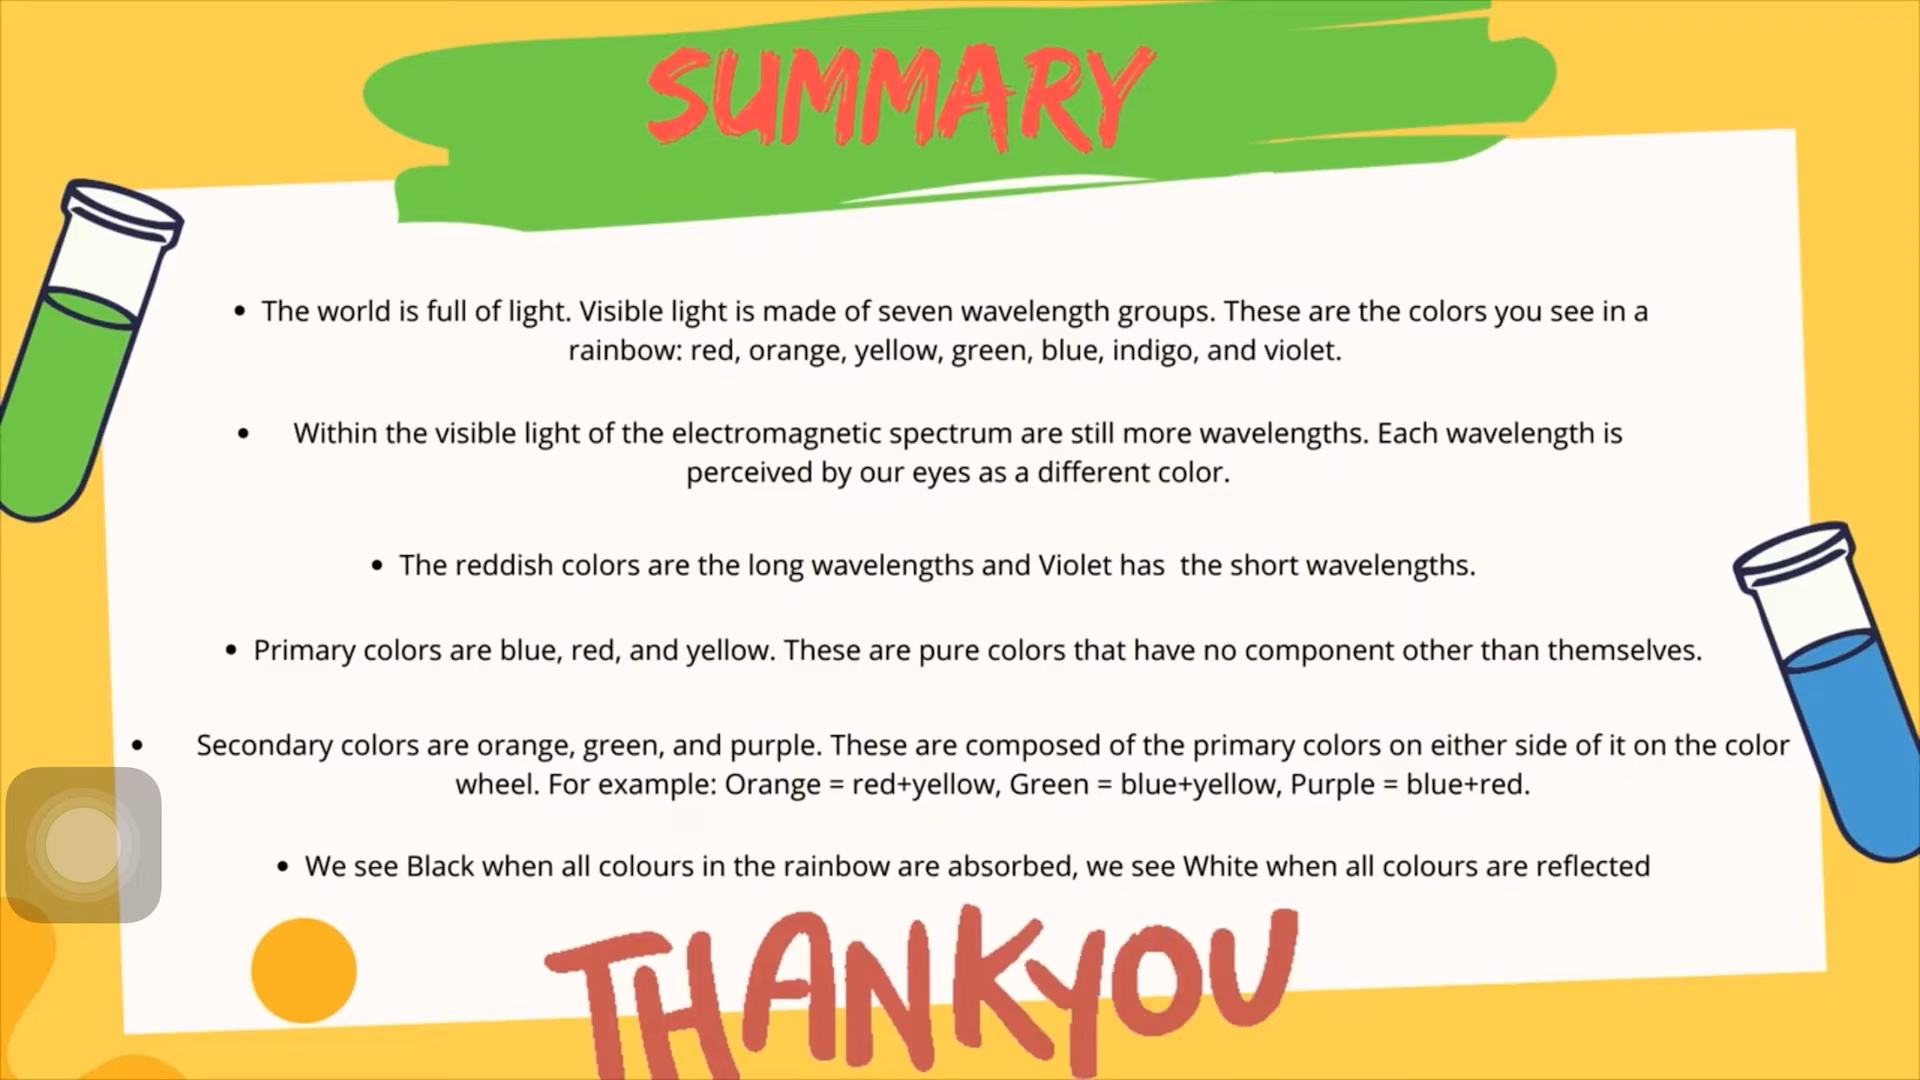 SUMMARY
• The world is full of light. Visible light is made of seven wavelength groups. These are the colors you see in a
rainbow: red, orange, yellow, green, blue, indigo, and violet.
• Within the visible light of the electromagnetic spectrum are still more wavelengths. Each wavelength is
perceived by our eyes as a different color.
• The reddish colors are the long wavelengths and Violet has  the short wavelengths.
• Primary colors are blue, red, and yellow. These are pure colors that have no component other than themselves.
• Secondary colors are orange, green, and purple. These are composed of the primary colors on either side of it on the color
wheel. For example: Orange = red+yellow, Green = blue+yellow, Purple = blue+red.
• We see Black when all colours in the rainbow are absorbed, we see White when all colours are reflected
THANKYOU